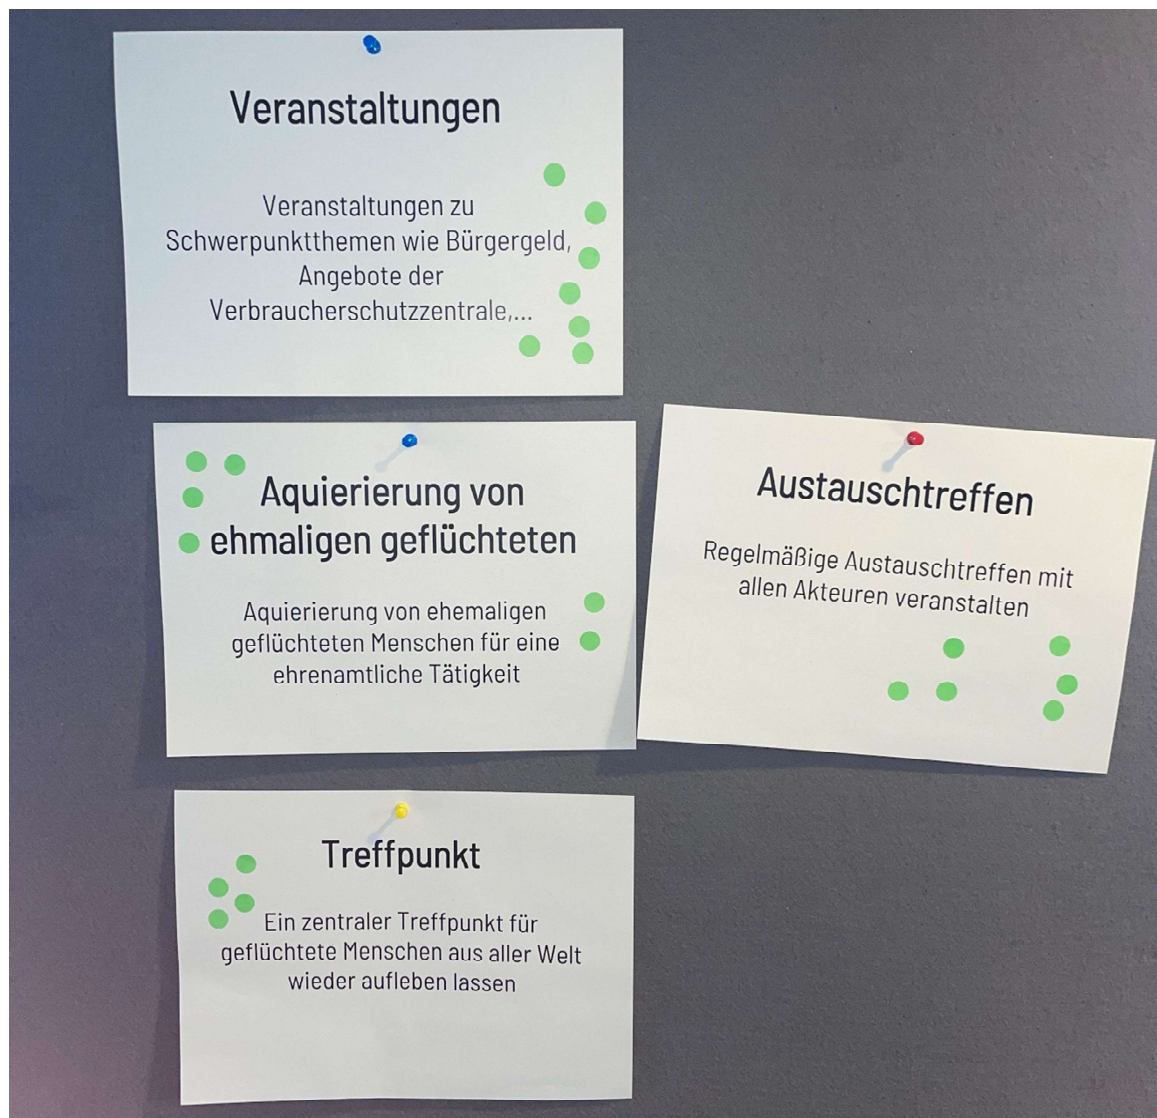 Veranstaltungen
Veranstaltungen zu
Schwerpunktthemen wie Bürgergeld,
Angebote der
Verbraucherschutzzentrale,...
Aquierierung von
ehmaligen geflüchteten
Aquierierung von ehemaligen
geflüchteten Menschen für eine
ehrenamtliche Tätigkeit
Austauschtreffen
Regelmäßige Austauschtreffen mit
allen Akteuren veranstalten
Treffpunkt
Ein zentraler Treffpunkt für
geflüchtete Menschen aus aller Welt
wieder aufleben lassen